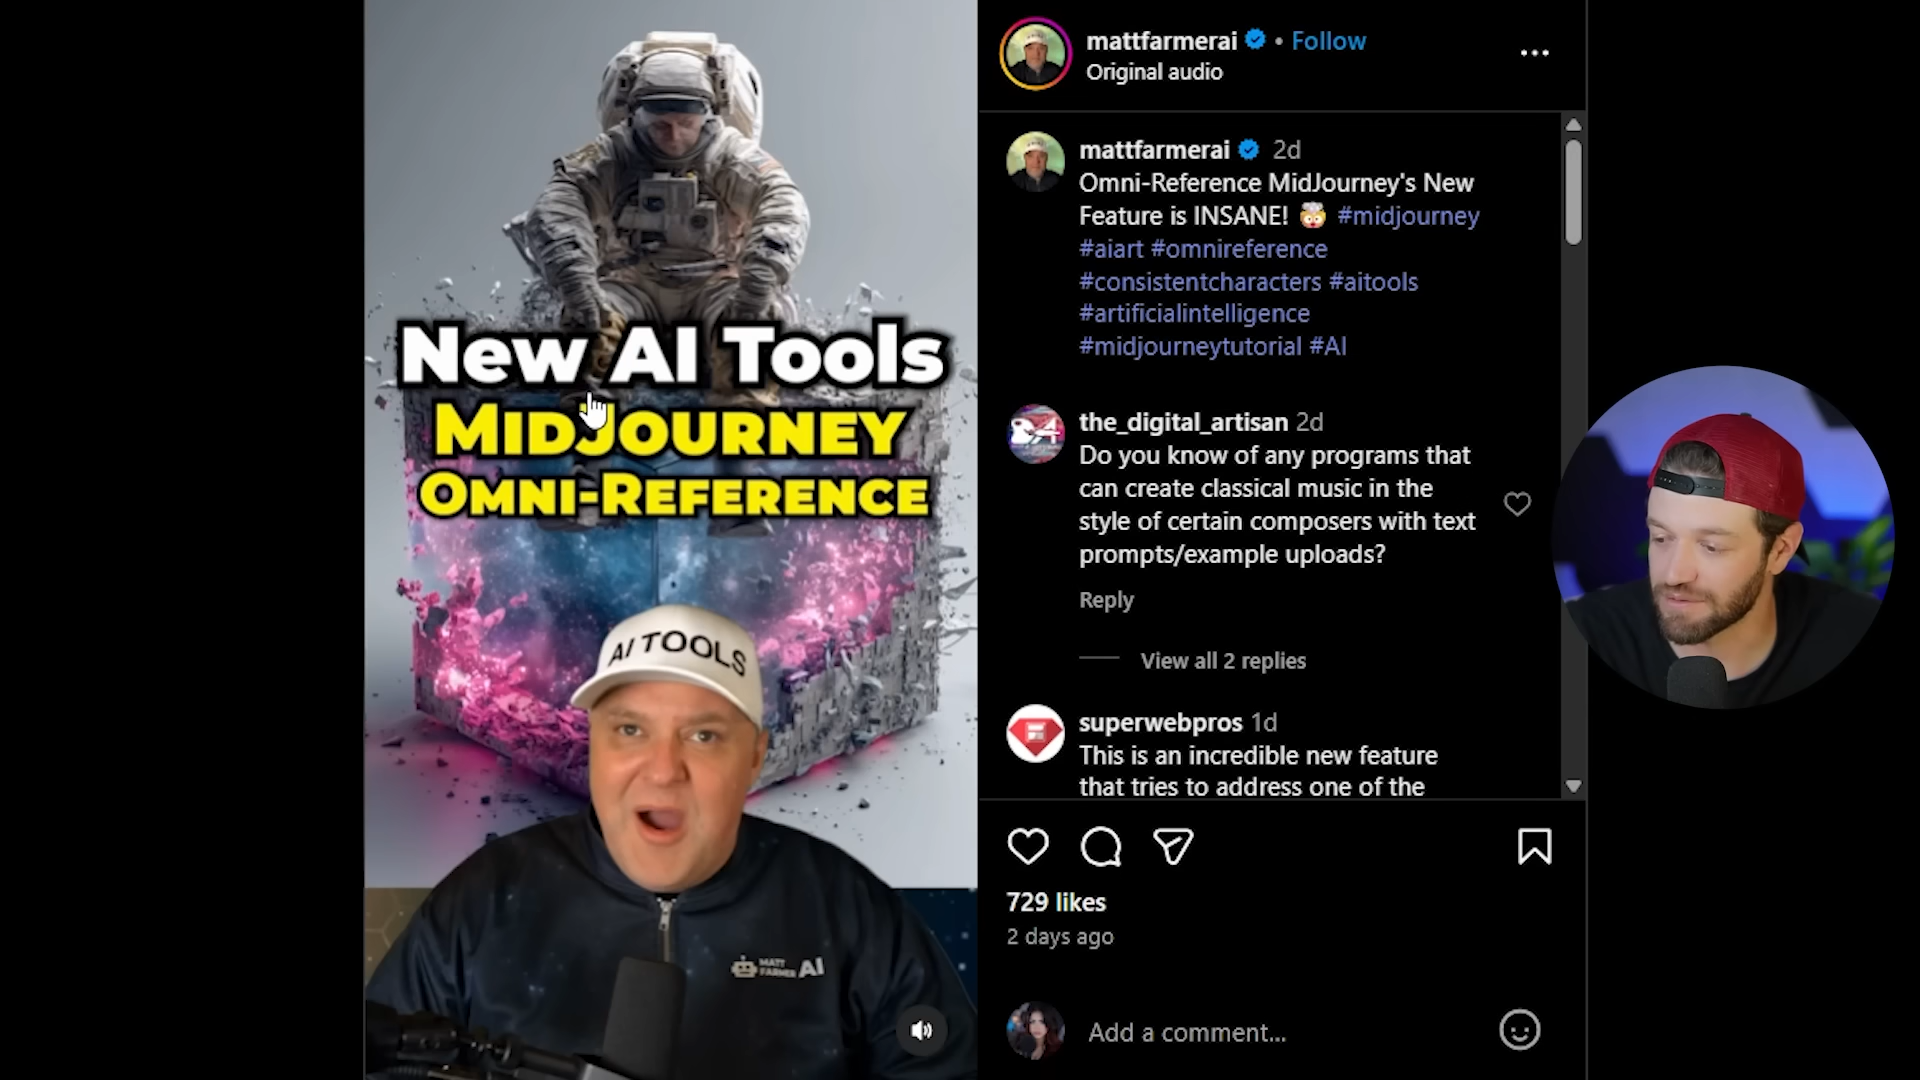 New AI Tools
MIDJOURNEY
OMNI-REFERENCE
AI TOOLS
MATT
FARMER AI
mattfarmerai • Follow
Original audio
mattfarmerai 2d
Omni-Reference MidJourney's New
Feature is INSANE! 🤯 #midjourney
#aiart #omnireference
#consistentcharacters #aitools
#artificialintelligence
#midjourneytutorial #AI
the_digital_artisan 2d
Do you know of any programs that
can create classical music in the
style of certain composers with text
prompts/example uploads?
Reply
View all 2 replies
superwebpros 1d
This is an incredible new feature
that tries to address one of the
729 likes
2 days ago
Add a comment...